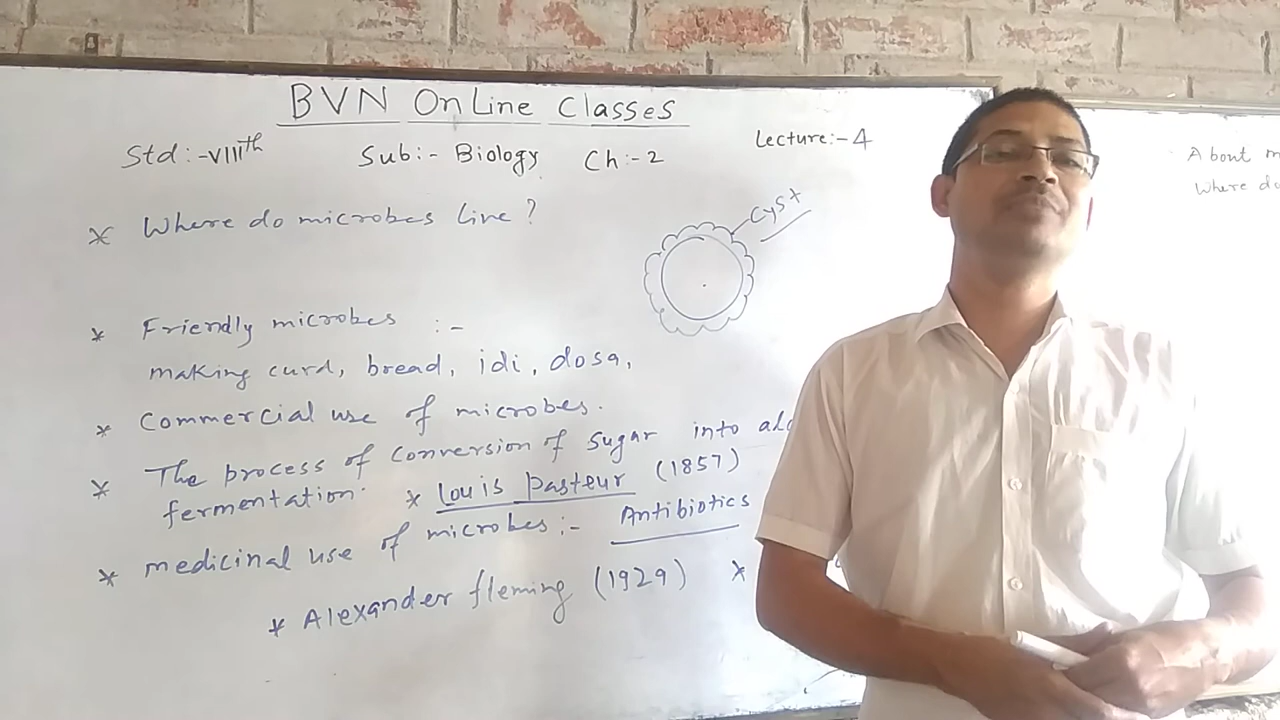 BVN OnLine Classes
Std:-VIIIth Sub:- Biology Ch:-2 Lecture:-4
* Where do microbes Live?
Cyst
* Friendly microbes :-
making curd, bread, idi, dosa,
* Commercial use of microbes.
* The process of conversion of sugar into
fermentation. * Louis Pasteur (1857)
* medicinal use of microbes:- Antibiotics
* Alexander fleming (1929) *
About
Where do